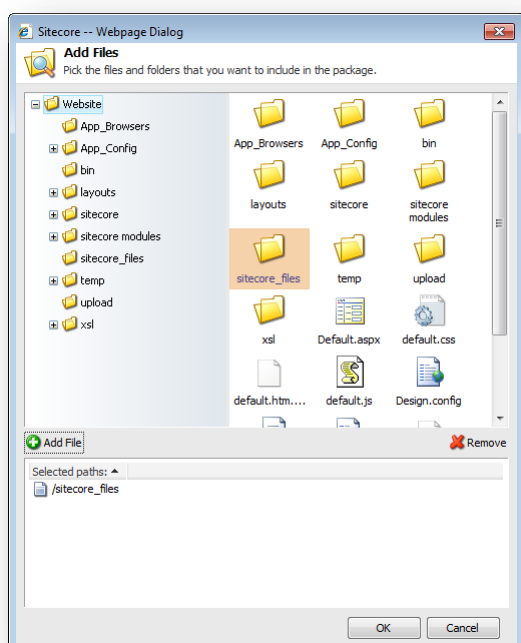 Sitecore -- Webpage Dialog
Add Files
Pick the files and folders that you want to include in the package.
Website
App_Browsers
App_Config
bin
layouts
sitecore
sitecore modules
sitecore_files
temp
upload
xsl
App_Browsers App_Config bin
layouts sitecore sitecore
modules
sitecore_files temp upload
xsl Default.aspx default.css
default.htm.... default.js Design.config
Add File Remove
Selected paths:
/sitecore_files
OK Cancel